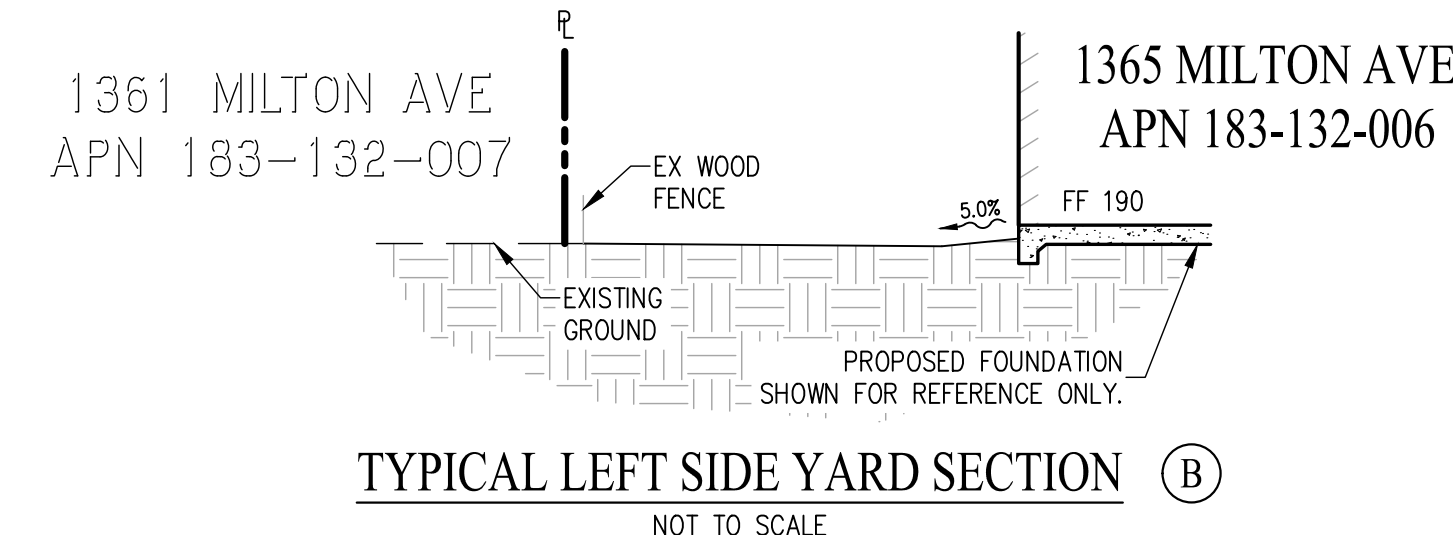 PL
1361 MILTON AVE
APN 183-132-007
1365 MILTON AVE
APN 183-132-006
EX WOOD
FENCE
5.0%
FF 190
EXISTING
GROUND
PROPOSED FOUNDATION
SHOWN FOR REFERENCE ONLY.
TYPICAL LEFT SIDE YARD SECTION B
NOT TO SCALE